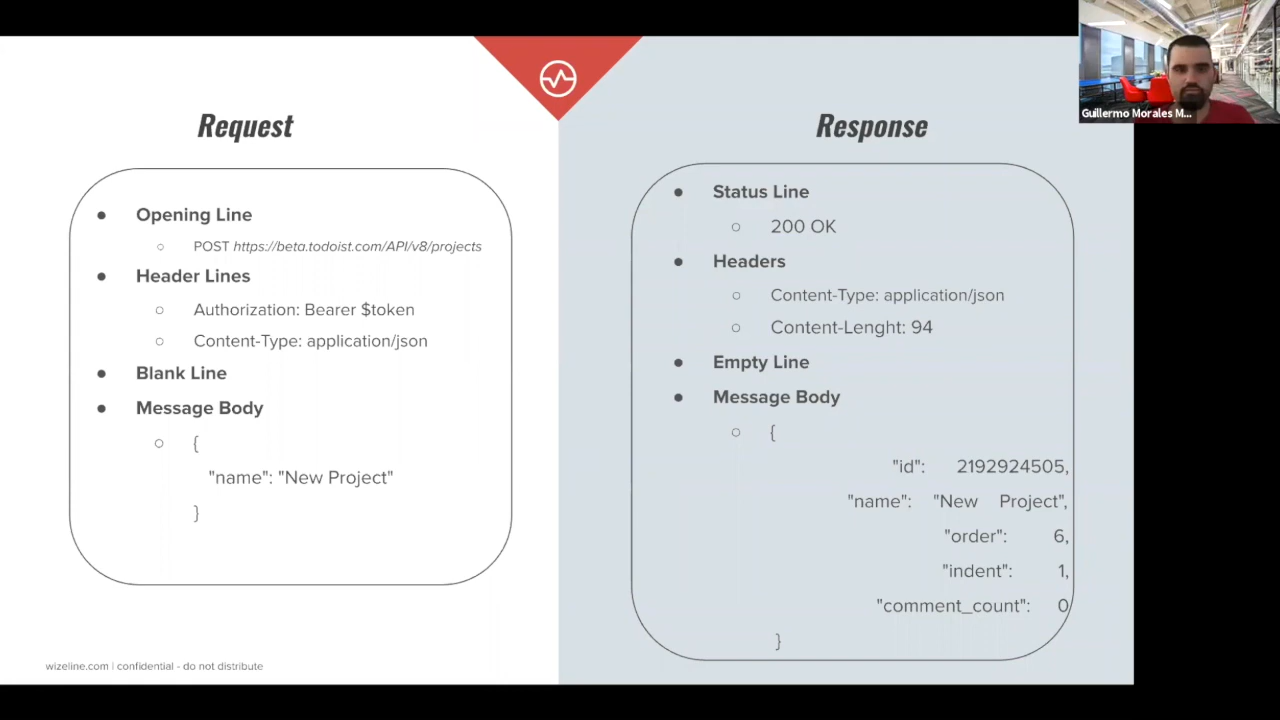 Request
● Opening Line
○ POST https://beta.todoist.com/API/v8/projects
● Header Lines
○ Authorization: Bearer $token
○ Content-Type: application/json
● Blank Line
● Message Body
○ {
"name": "New Project"
}
wizeline.com | confidential - do not distribute
Response
● Status Line
○ 200 OK
● Headers
○ Content-Type: application/json
○ Content-Lenght: 94
● Empty Line
● Message Body
○ {
"id": 2192924505,
"name": "New Project",
"order": 6,
"indent": 1,
"comment_count": 0
}
Guillermo Morales M...